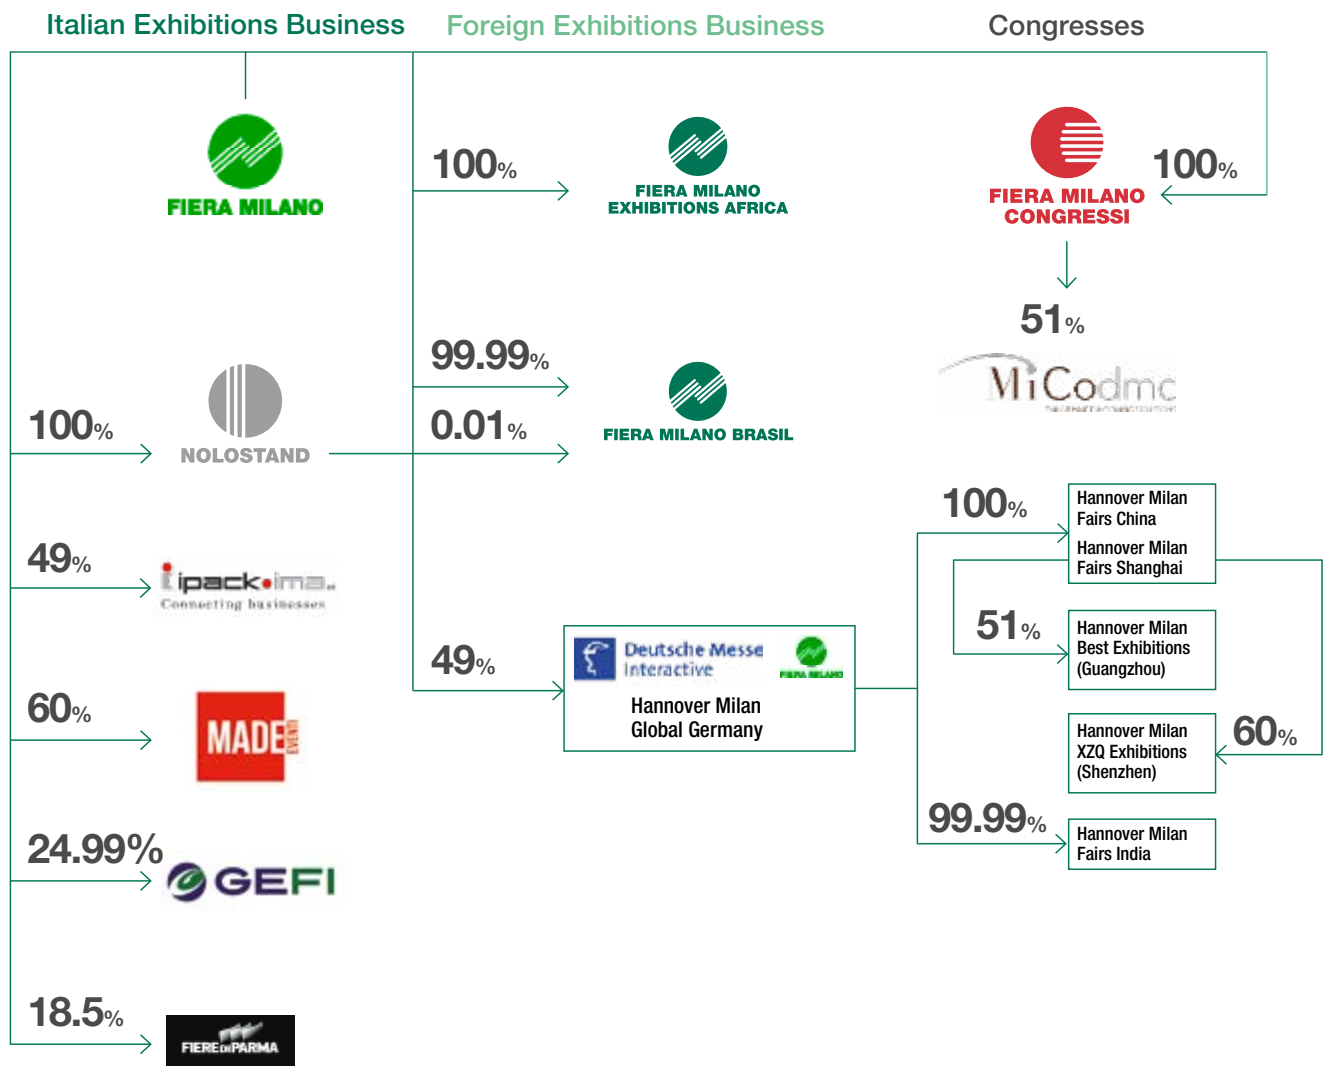 Italian Exhibitions Business
Foreign Exhibitions Business
Congresses
FIERA MILANO
100%
FIERA MILANO
EXHIBITIONS AFRICA
FIERA MILANO
CONGRESSI
100%
51%
MiCodmc
100%
NOLOSTAND
99.99%
0.01%
FIERA MILANO BRASIL
49%
ipack-ima
Connecting businesses
60%
MADE
EVENTI
24.99%
GEFI
18.5%
FIERE DI PARMA
49%
Deutsche Messe
Interactive
FIERA MILANO
Hannover Milan
Global Germany
100%
Hannover Milan
Fairs China
Hannover Milan
Fairs Shanghai
51%
Hannover Milan
Best Exhibitions
(Guangzhou)
Hannover Milan
XZQ Exhibitions
(Shenzhen)
60%
99.99%
Hannover Milan
Fairs India